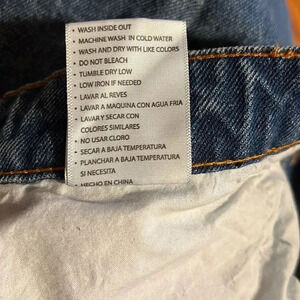 • WASH INSIDE OUT
• MACHINE WASH IN COLD WATER
• WASH AND DRY WITH LIKE COLORS
• DO NOT BLEACH
• TUMBLE DRY LOW
• LOW IRON IF NEEDED
• LAVAR AL REVES
• LAVAR A MAQUINA CON AGUA FRIA
• LAVAR Y SECAR CON
COLORES SIMILARES
• NO USAR CLORO
• SECAR A BAJA TEMPERATURA
• PLANCHAR A BAJA TEMPERATURA
SI NECESITA
• HECHO EN CHINA